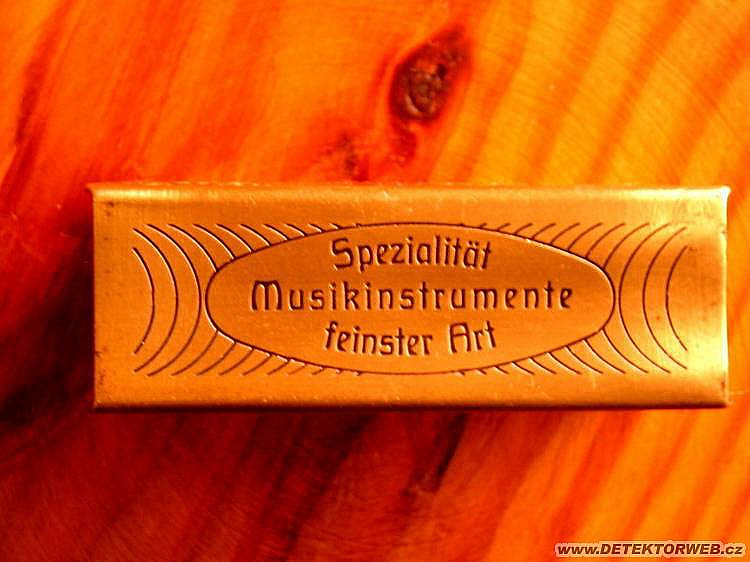 Spezialität
Musikinstrumente
feinster Art
www.DETEKTORWEB.cz